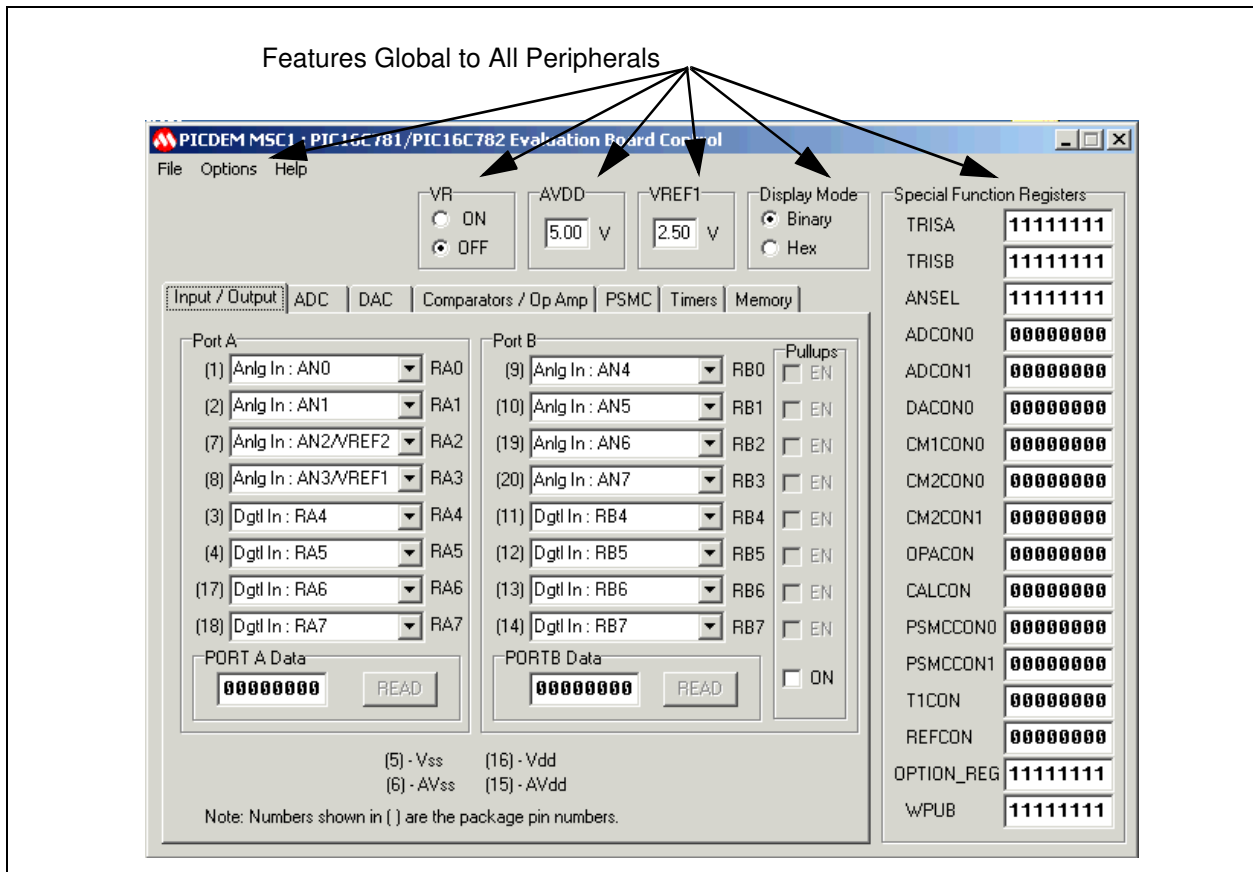 Features Global to All Peripherals
PICDEM MSC1 : PIC16C781/PIC16C782 Evaluation Board Control
File Options Help
VR
ON
OFF
AVDD
5.00 V
VREF1
2.50 V
Display Mode
Binary
Hex
Input / Output ADC DAC Comparators / Op Amp PSMC Timers Memory
Port A
(1) Anlg In : AN0 RA0
(2) Anlg In : AN1 RA1
(7) Anlg In : AN2/VREF2 RA2
(8) Anlg In : AN3/VREF1 RA3
(3) Dgtl In : RA4 RA4
(4) Dgtl In : RA5 RA5
(17) Dgtl In : RA6 RA6
(18) Dgtl In : RA7 RA7
PORT A Data
00000000 READ
Port B
(9) Anlg In : AN4 RB0
(10) Anlg In : AN5 RB1
(19) Anlg In : AN6 RB2
(20) Anlg In : AN7 RB3
(11) Dgtl In : RB4 RB4
(12) Dgtl In : RB5 RB5
(13) Dgtl In : RB6 RB6
(14) Dgtl In : RB7 RB7
PORTB Data
00000000 READ
Pullups
EN
EN
EN
EN
EN
EN
EN
EN
ON
(5) - Vss (16) - Vdd
(6) - AVss (15) - AVdd
Note: Numbers shown in ( ) are the package pin numbers.
Special Function Registers
TRISA 11111111
TRISB 11111111
ANSEL 11111111
ADCON0 00000000
ADCON1 00000000
DACON0 00000000
CM1CON0 00000000
CM2CON0 00000000
CM2CON1 00000000
OPACON 00000000
CALCON 00000000
PSMCCON0 00000000
PSMCCON1 00000000
T1CON 00000000
REFCON 00000000
OPTION_REG 11111111
WPUB 11111111